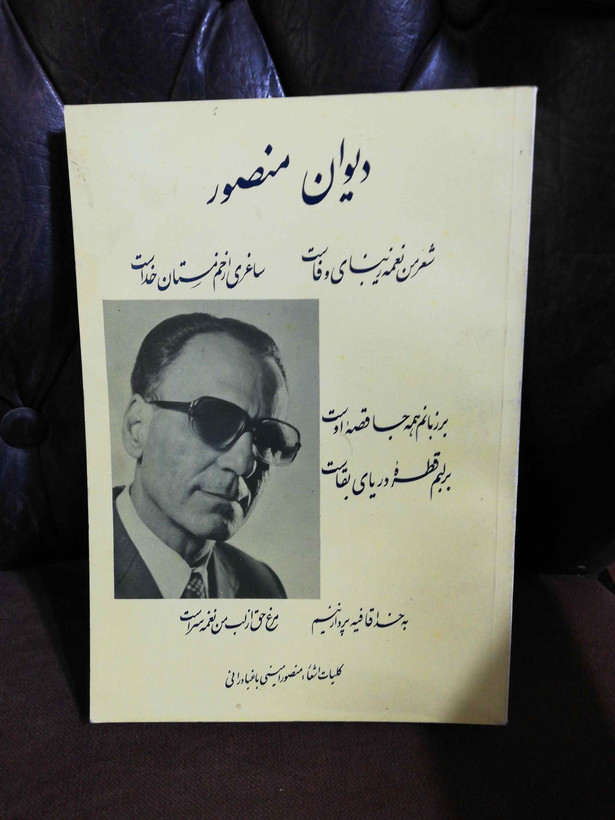 دیوان منصور
شعر من نغمه زیبای وفاست ساغری از خم مستان خداست
بر زبانم همه جا قصهٔ اوست
بر لبم قطرهٔ دریای بقاست
به خدا قافیه پرداز نیم مرغ حق از لب من نغمه سراست
کلیات اشعار منصور امینی باغبادرانی